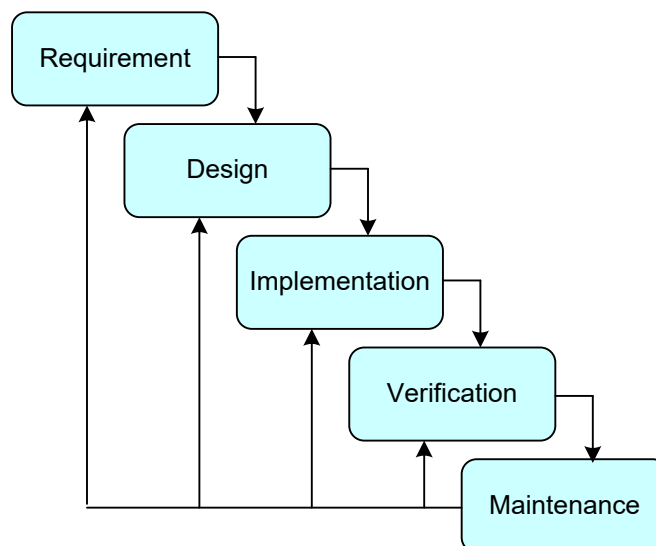 Requirement
Design
Implementation
Verification
Maintenance